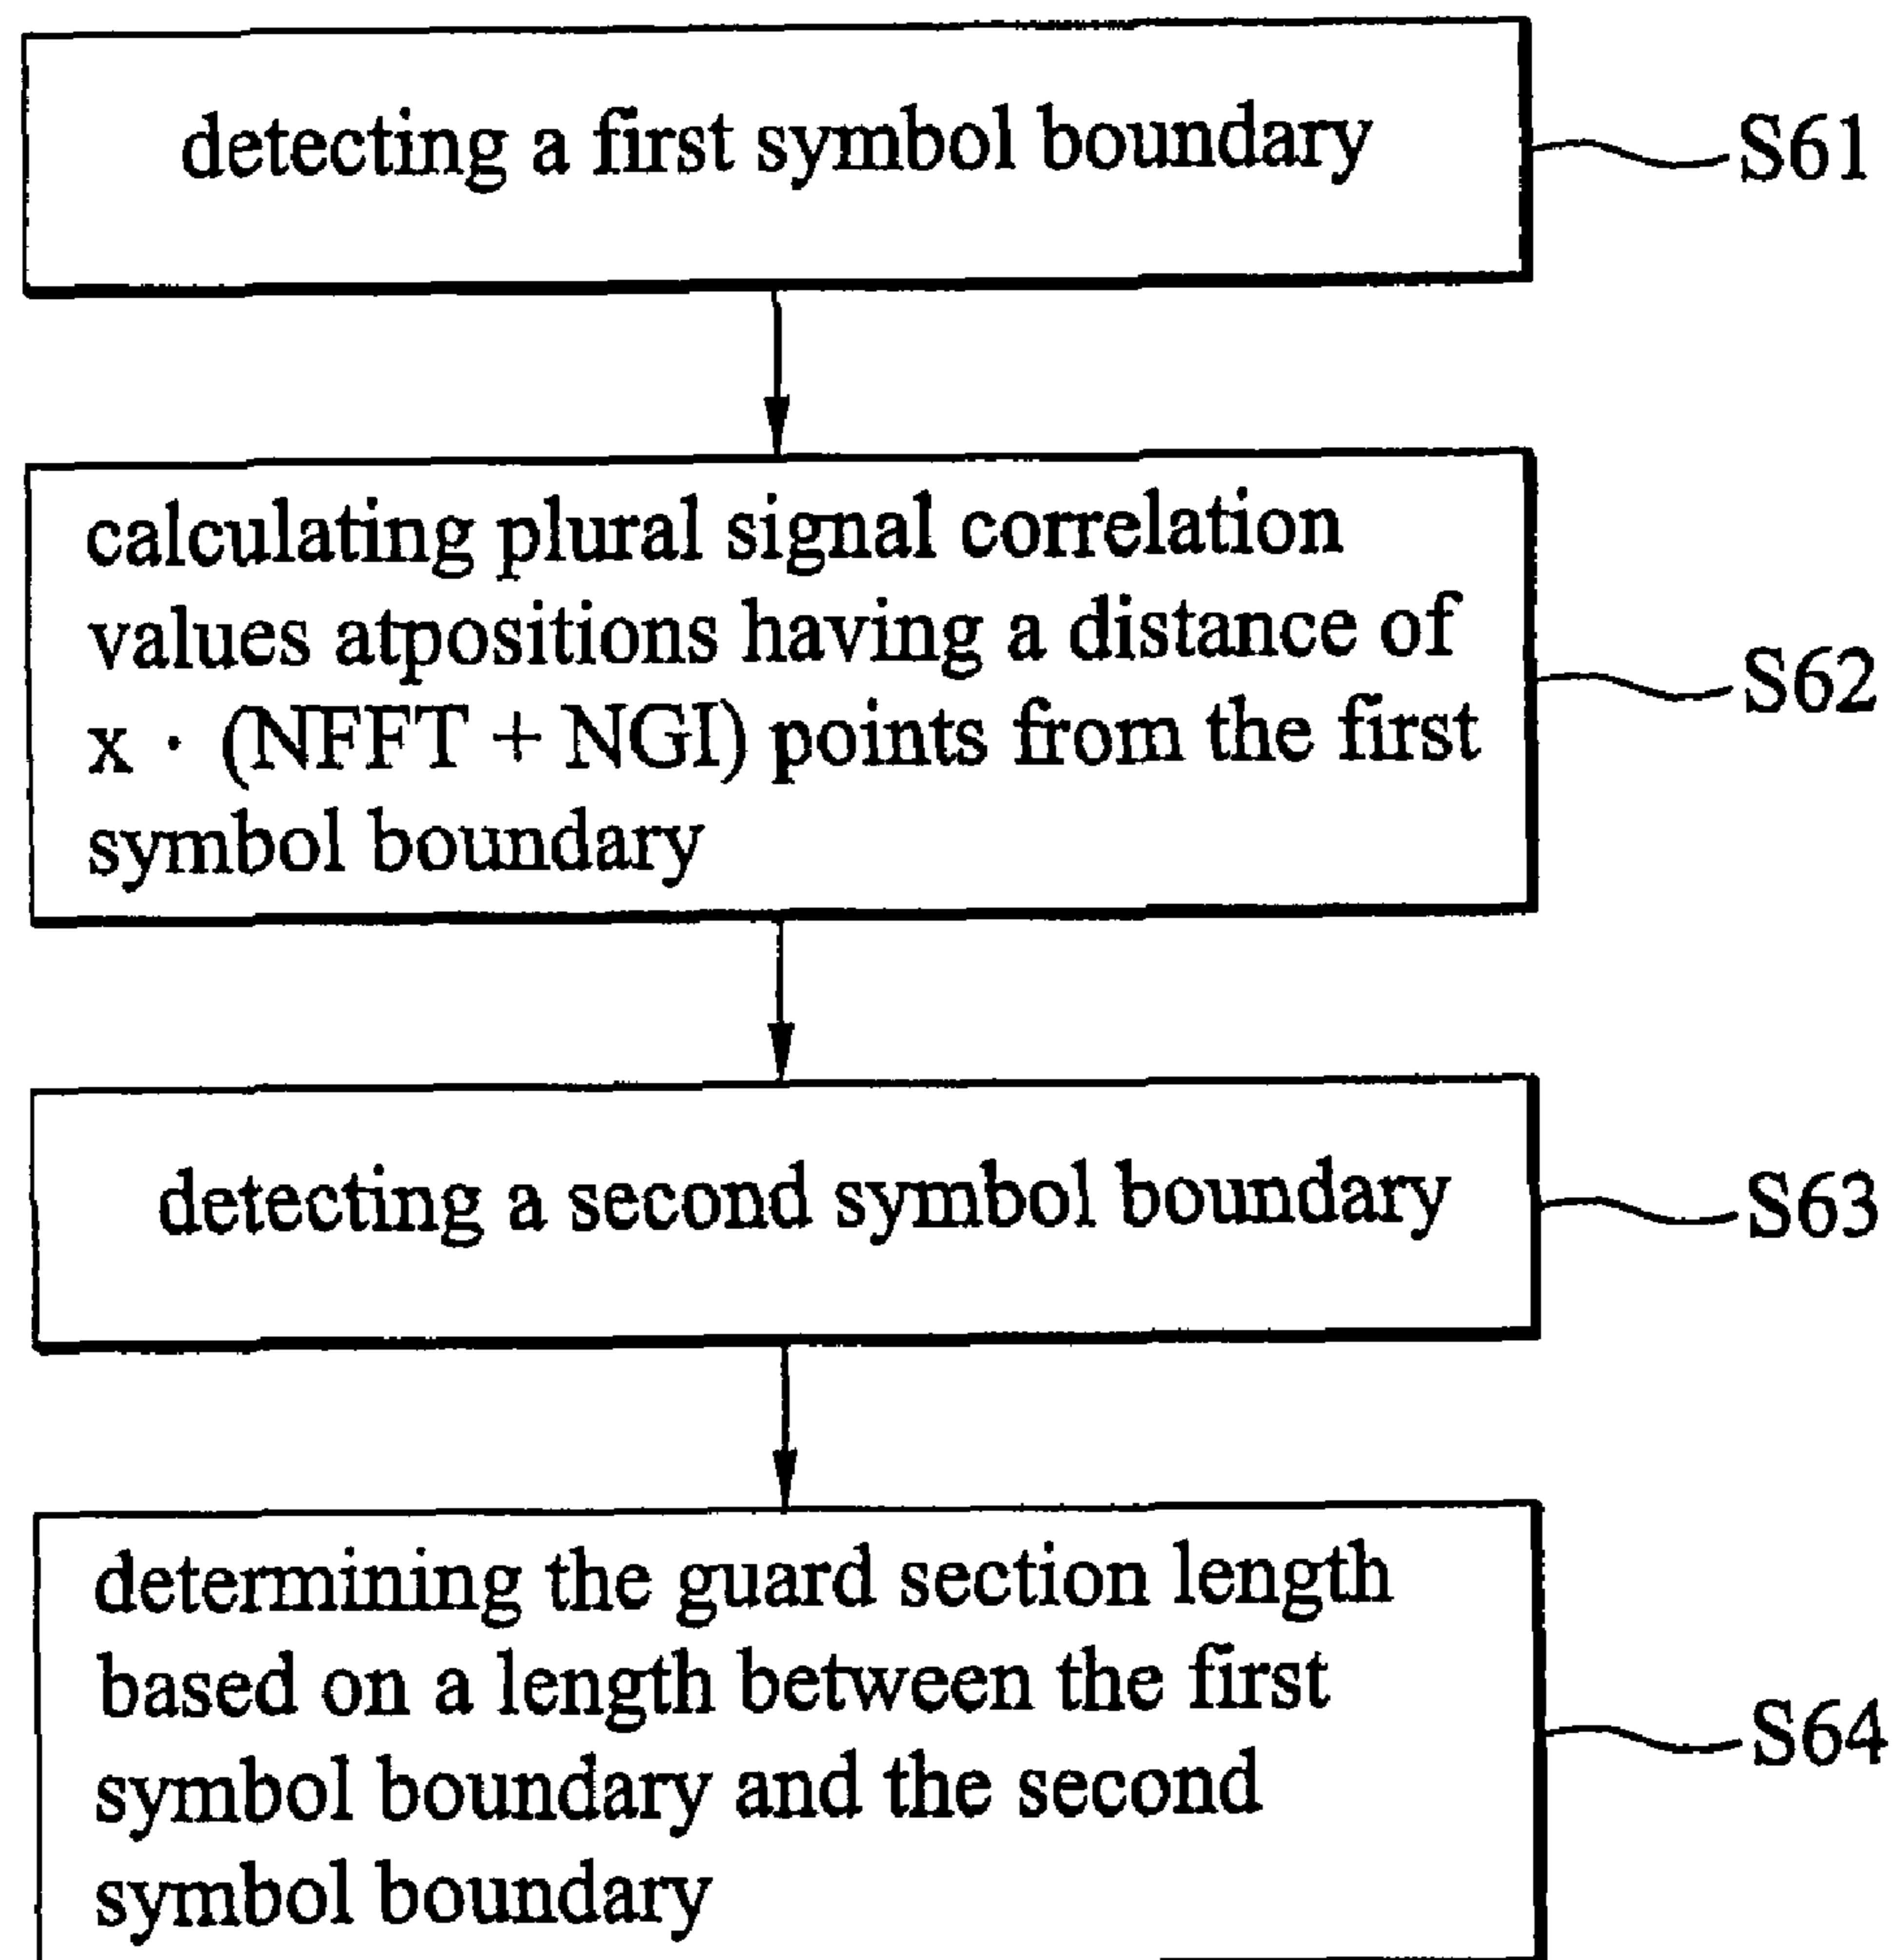 detecting a first symbol boundary
S61
calculating plural signal correlation
values atpositions having a distance of
x · (NFFT + NGI) points from the first
symbol boundary
S62
detecting a second symbol boundary
S63
determining the guard section length
based on a length between the first
symbol boundary and the second
symbol boundary
S64